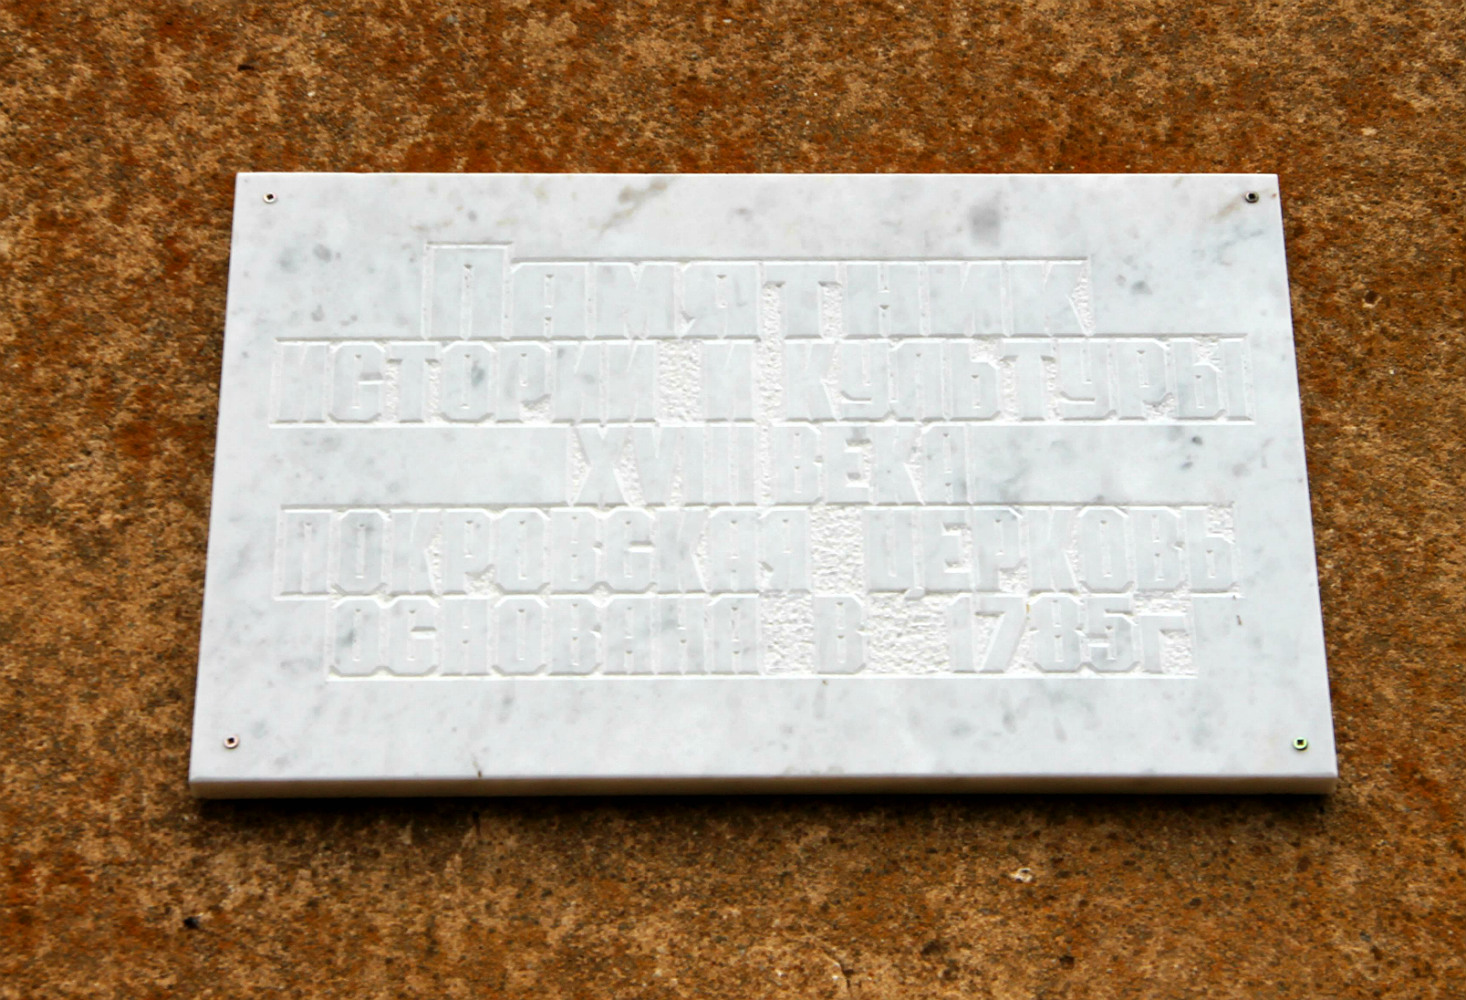 Памятник
истории и культуры
XVIII века
Покровская церковь
основана в 1785г